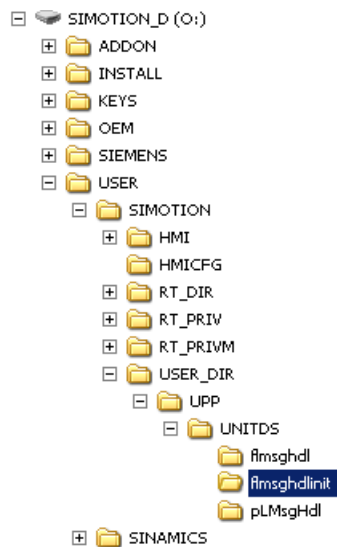 SIMOTION_D (O:)
ADDON
INSTALL
KEYS
OEM
SIEMENS
USER
SIMOTION
HMI
HMICFG
RT_DIR
RT_PRIV
RT_PRIVM
USER_DIR
UPP
UNITDS
flmsghdl
flmsghdlinit
pLMsgHdl
SINAMICS